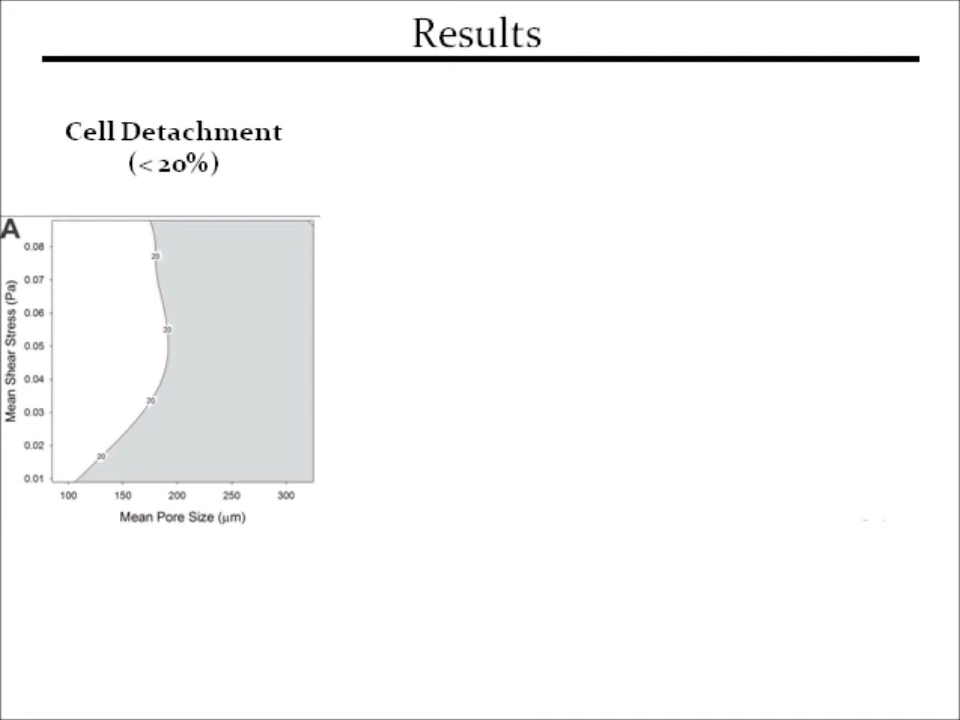 Results
Cell Detachment
(< 20%)
A
0.08
0.07
0.06
0.05
0.04
0.03
0.02
0.01
Mean Shear Stress (Pa)
20
20
20
20
100 150 200 250 300
Mean Pore Size (μm)